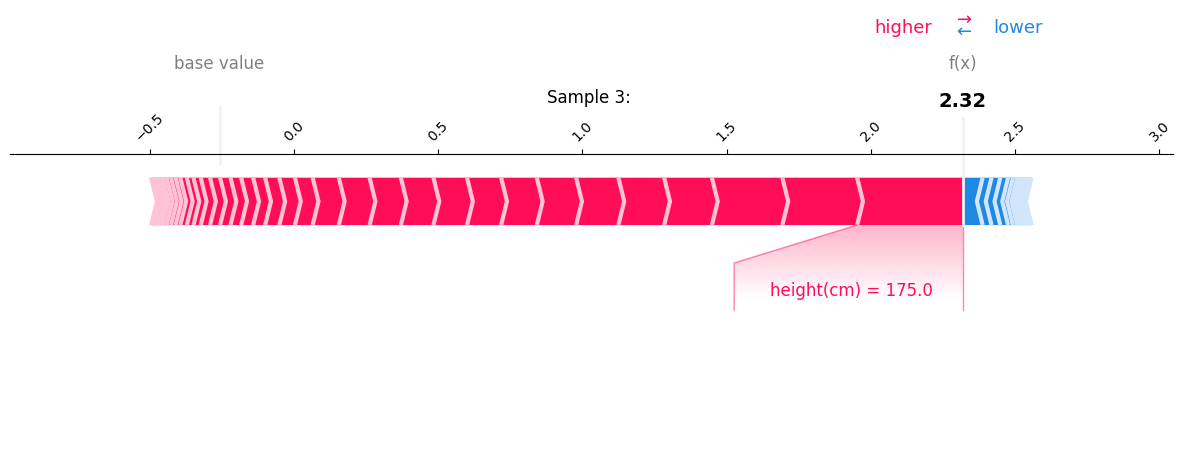 higher ⇄ lower
base value
f(x)
Sample 3:
2.32
−0.5 0.0 0.5 1.0 1.5 2.0 2.5 3.0
height(cm) = 175.0